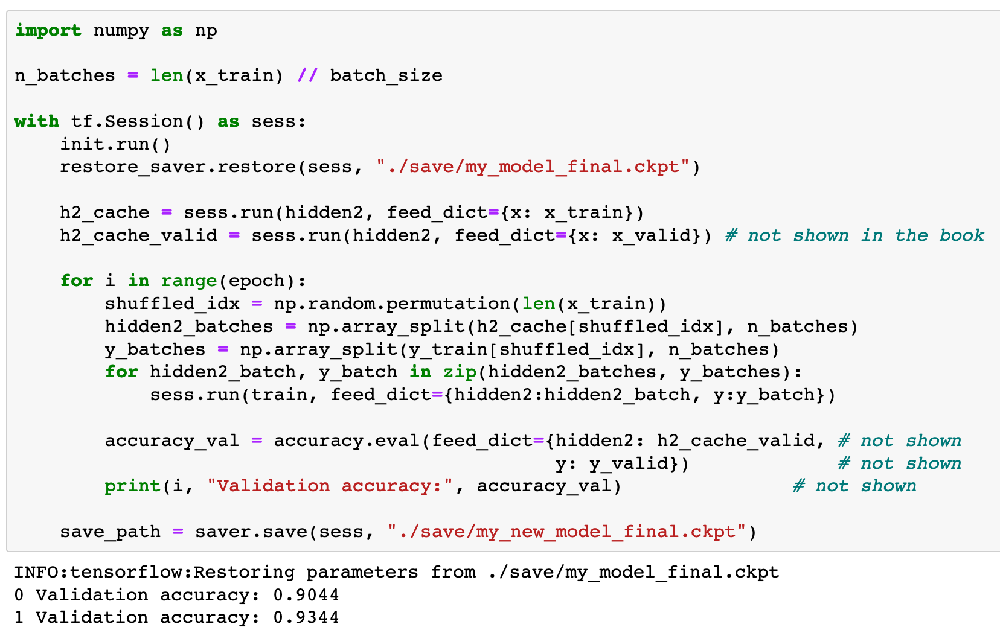 import numpy as np
n_batches = len(x_train) // batch_size
with tf.Session() as sess:
    init.run()
    restore_saver.restore(sess, "./save/my_model_final.ckpt")
    h2_cache = sess.run(hidden2, feed_dict={x: x_train})
    h2_cache_valid = sess.run(hidden2, feed_dict={x: x_valid}) # not shown in the book
    for i in range(epoch):
        shuffled_idx = np.random.permutation(len(x_train))
        hidden2_batches = np.array_split(h2_cache[shuffled_idx], n_batches)
        y_batches = np.array_split(y_train[shuffled_idx], n_batches)
        for hidden2_batch, y_batch in zip(hidden2_batches, y_batches):
            sess.run(train, feed_dict={hidden2:hidden2_batch, y:y_batch})
        accuracy_val = accuracy.eval(feed_dict={hidden2: h2_cache_valid, # not shown
                                                y: y_valid})             # not shown
        print(i, "Validation accuracy:", accuracy_val)               # not shown
    save_path = saver.save(sess, "./save/my_new_model_final.ckpt")
INFO:tensorflow:Restoring parameters from ./save/my_model_final.ckpt
0 Validation accuracy: 0.9044
1 Validation accuracy: 0.9344